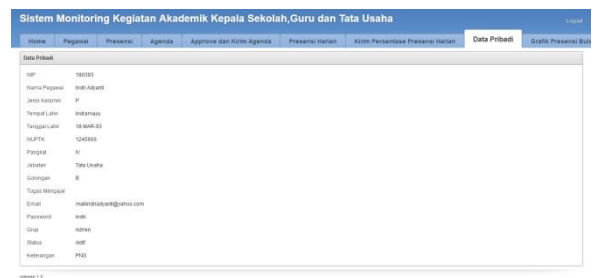 Sistem Monitoring Kegiatan Akademik Kepala Sekolah,Guru dan Tata Usaha
Logout
Home Pegawai Presensi Agenda Approve dan Kirim Agenda Presensi Harian Kirim Persentase Presensi Harian Data Pribadi Grafik Presensi Bula
Data Pribadi
NIP 160393
Nama Pegawai Indri Adyanti
Jenis Kelamin P
Tempat Lahir Indramayu
Tanggal Lahir 16-MAR-93
NUPTK 1245666
Pangkat IV
Jabatan Tata Usaha
Golongan B
Tugas Mengajar
Email mailindriadyanti@yahoo.com
Password indri
Grup Admin
Status Aktif
Keterangan PNS